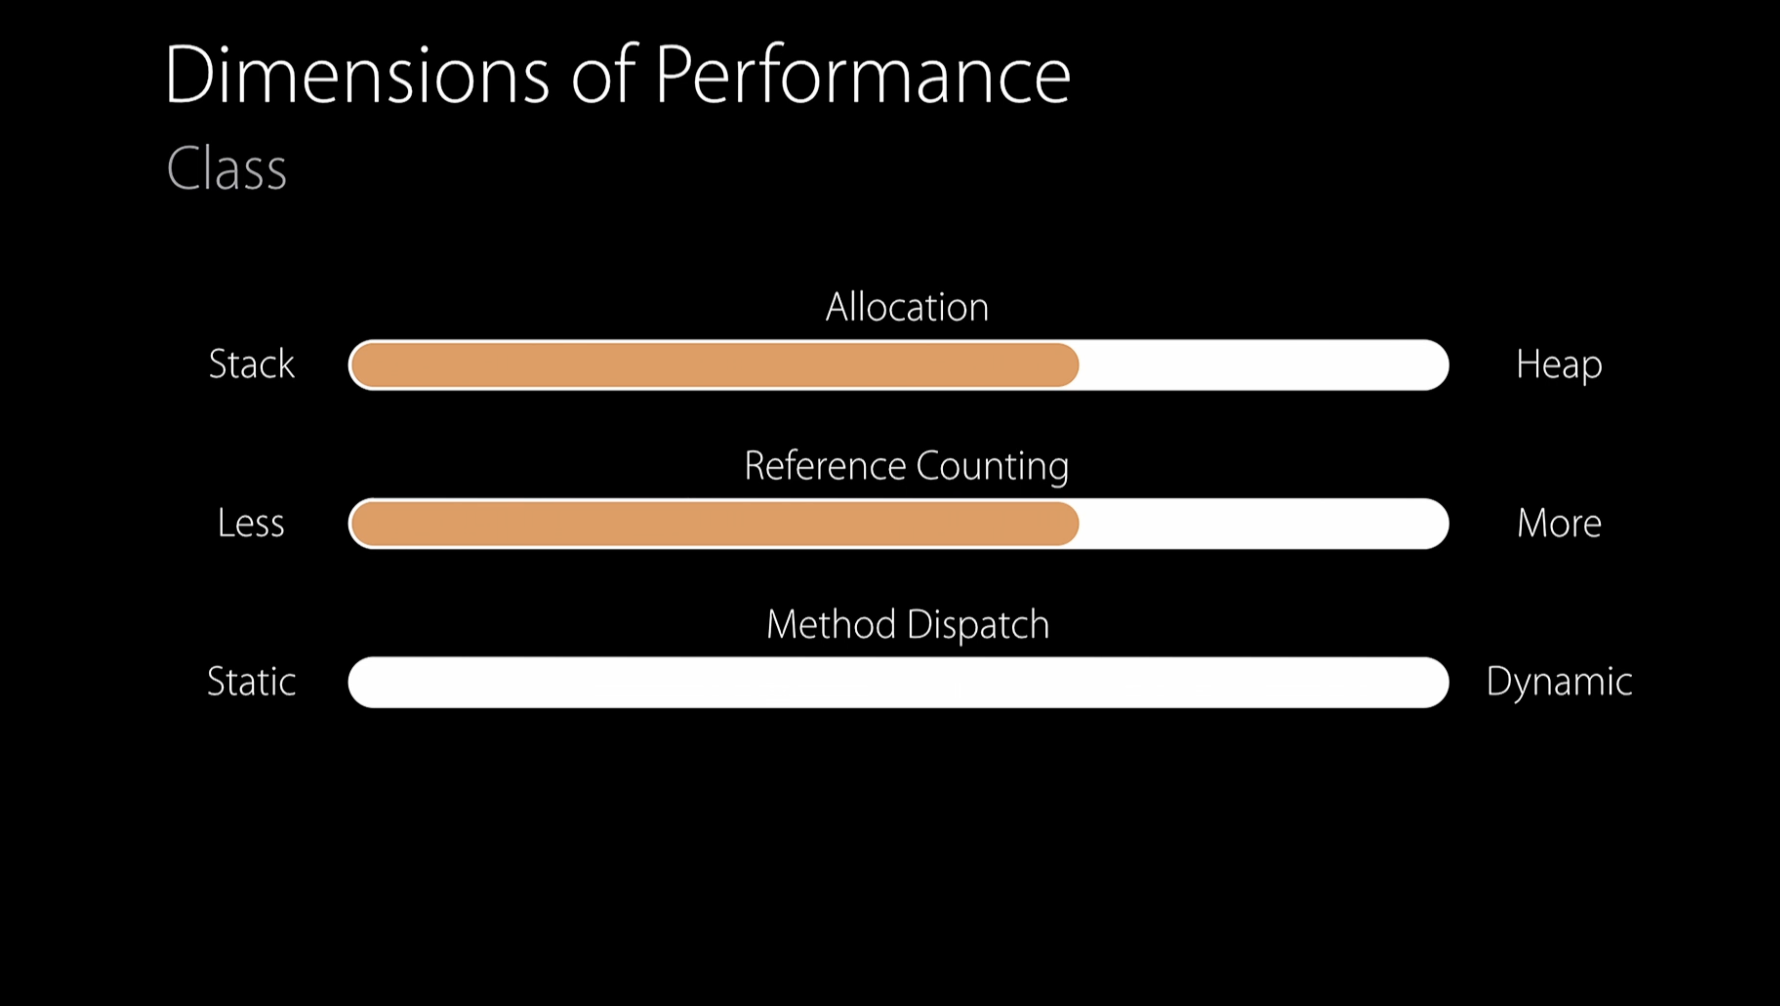 Dimensions of Performance
Class
Allocation
Stack Heap
Reference Counting
Less More
Method Dispatch
Static Dynamic